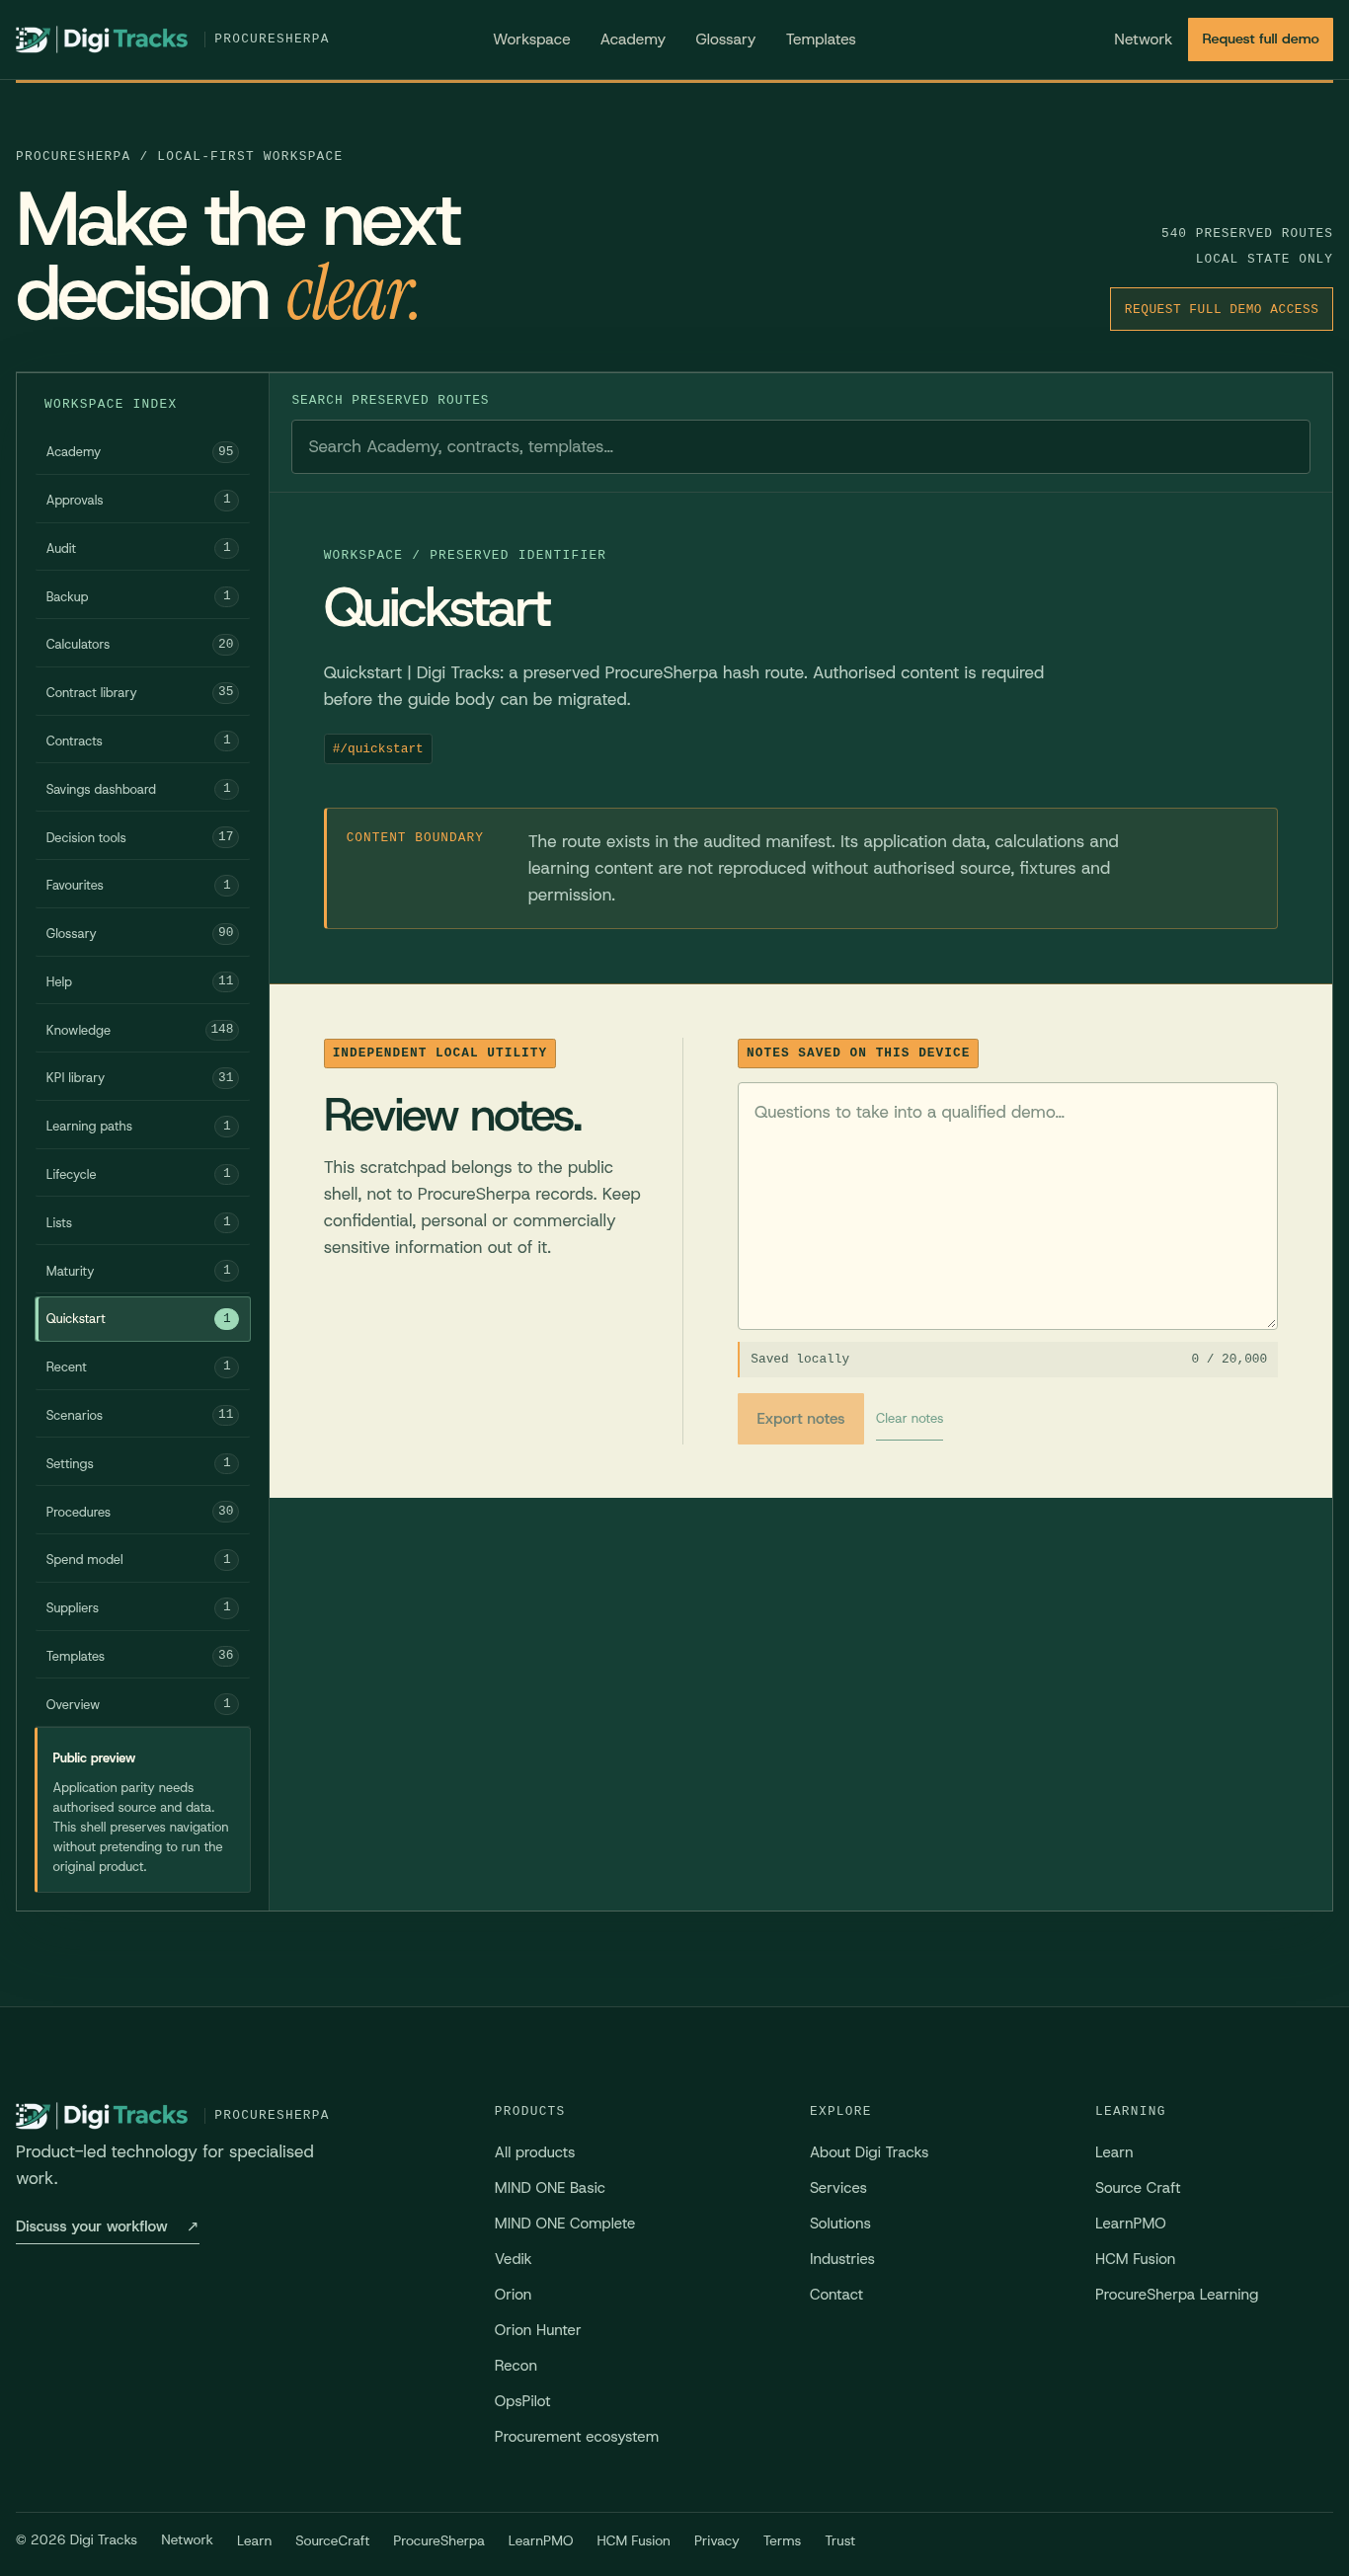 Digi Tracks
PROCURESHERPA
Workspace
Academy
Glossary
Templates
Network
Request full demo
PROCURESHERPA / LOCAL-FIRST WORKSPACE
Make the next
decision clear.
540 PRESERVED ROUTES
LOCAL STATE ONLY
REQUEST FULL DEMO ACCESS
WORKSPACE INDEX
Academy 95
Approvals 1
Audit 1
Backup 1
Calculators 20
Contract library 35
Contracts 1
Savings dashboard 1
Decision tools 17
Favourites 1
Glossary 90
Help 11
Knowledge 148
KPI library 31
Learning paths 1
Lifecycle 1
Lists 1
Maturity 1
Quickstart 1
Recent 1
Scenarios 11
Settings 1
Procedures 30
Spend model 1
Suppliers 1
Templates 36
Overview 1
Public preview
Application parity needs
authorised source and data.
This shell preserves navigation
without pretending to run the
original product.
SEARCH PRESERVED ROUTES
Search Academy, contracts, templates...
WORKSPACE / PRESERVED IDENTIFIER
Quickstart
Quickstart | Digi Tracks: a preserved ProcureSherpa hash route. Authorised content is required
before the guide body can be migrated.
#/quickstart
CONTENT BOUNDARY
The route exists in the audited manifest. Its application data, calculations and
learning content are not reproduced without authorised source, fixtures and
permission.
INDEPENDENT LOCAL UTILITY
Review notes.
This scratchpad belongs to the public
shell, not to ProcureSherpa records. Keep
confidential, personal or commercially
sensitive information out of it.
NOTES SAVED ON THIS DEVICE
Questions to take into a qualified demo...
Saved locally
0 / 20,000
Export notes
Clear notes
Digi Tracks
PROCURESHERPA
Product-led technology for specialised
work.
Discuss your workflow ↗
PRODUCTS
All products
MIND ONE Basic
MIND ONE Complete
Vedik
Orion
Orion Hunter
Recon
OpsPilot
Procurement ecosystem
EXPLORE
About Digi Tracks
Services
Solutions
Industries
Contact
LEARNING
Learn
Source Craft
LearnPMO
HCM Fusion
ProcureSherpa Learning
© 2026 Digi Tracks
Network
Learn
SourceCraft
ProcureSherpa
LearnPMO
HCM Fusion
Privacy
Terms
Trust